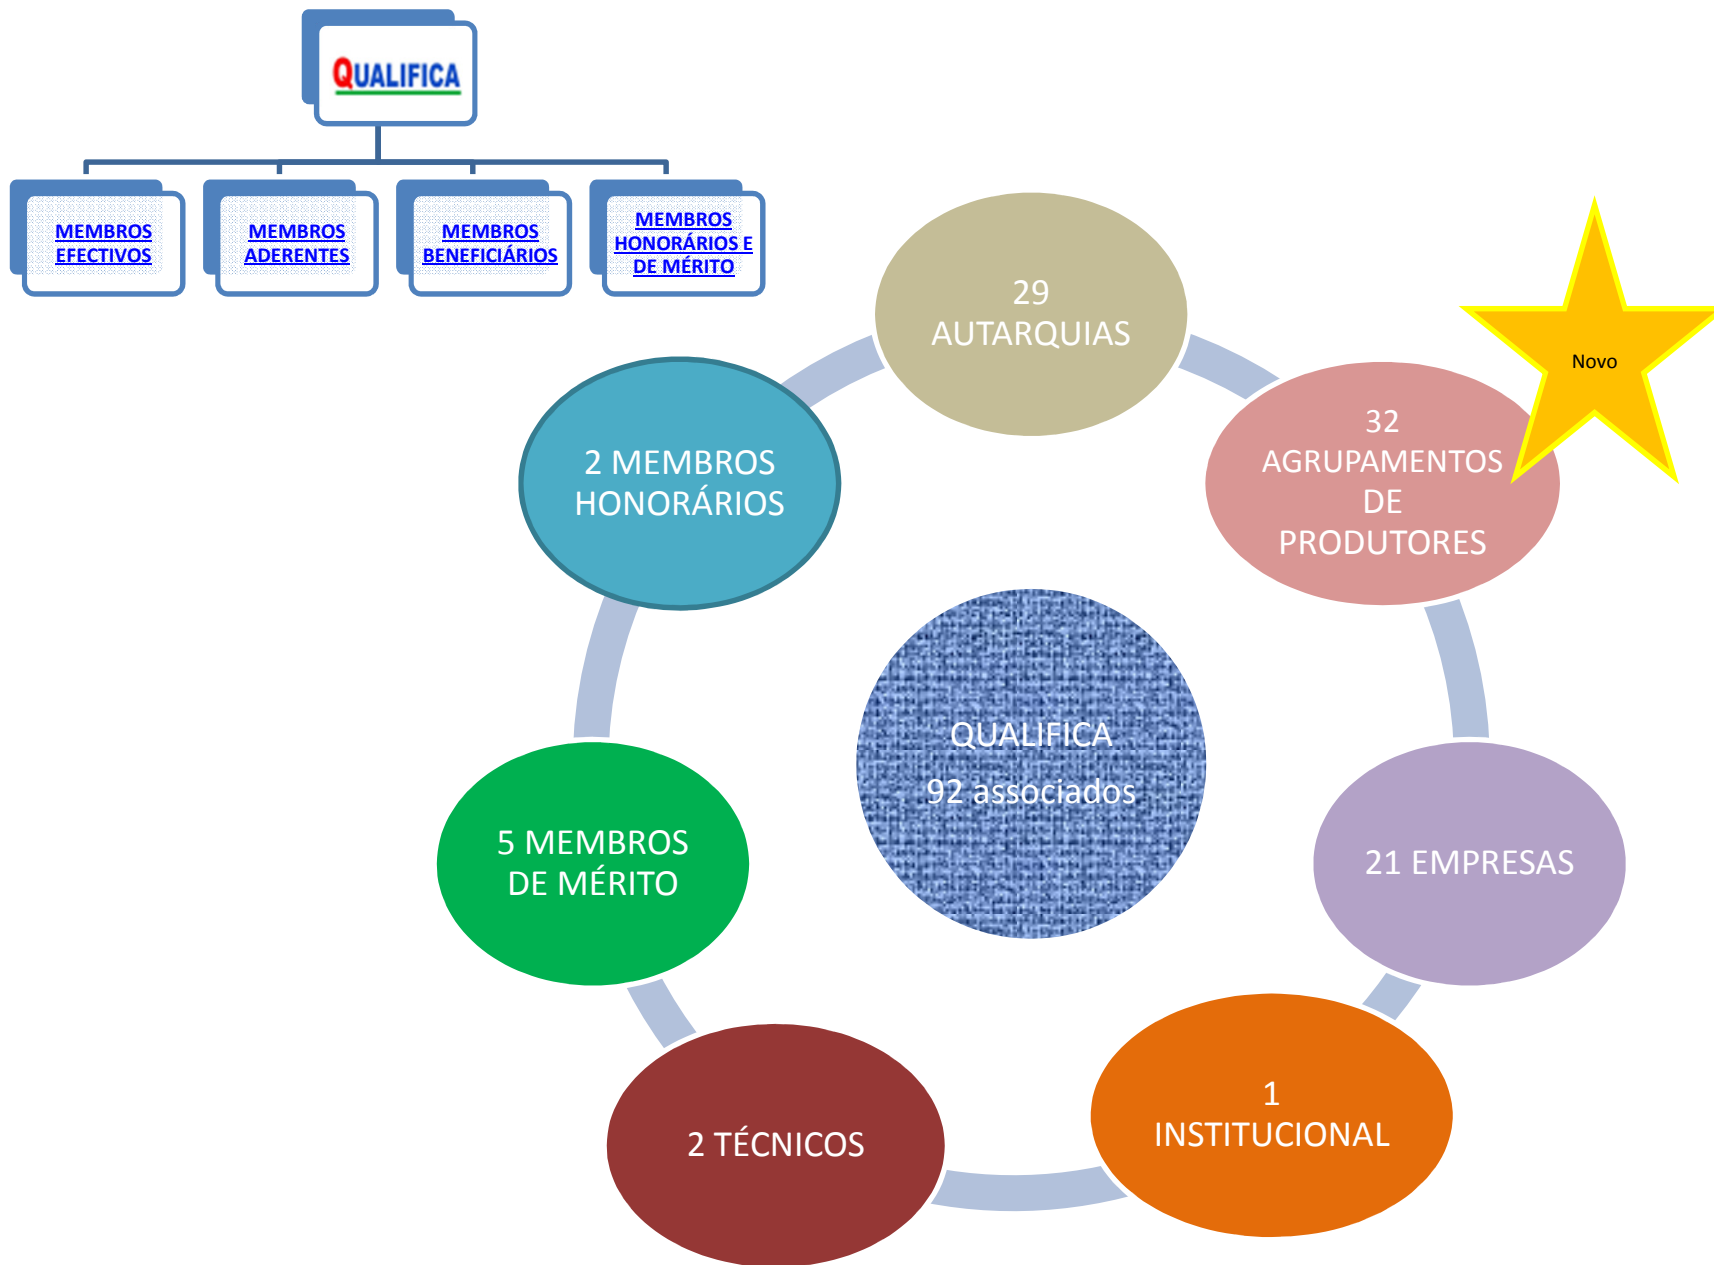 QUALIFICA
MEMBROS
EFECTIVOS
MEMBROS
ADERENTES
MEMBROS
BENEFICIÁRIOS
MEMBROS
HONORÁRIOS E
DE MÉRITO
29
AUTARQUIAS
Novo
32
AGRUPAMENTOS
DE
PRODUTORES
2 MEMBROS
HONORÁRIOS
QUALIFICA
92 associados
21 EMPRESAS
5 MEMBROS
DE MÉRITO
1
INSTITUCIONAL
2 TÉCNICOS